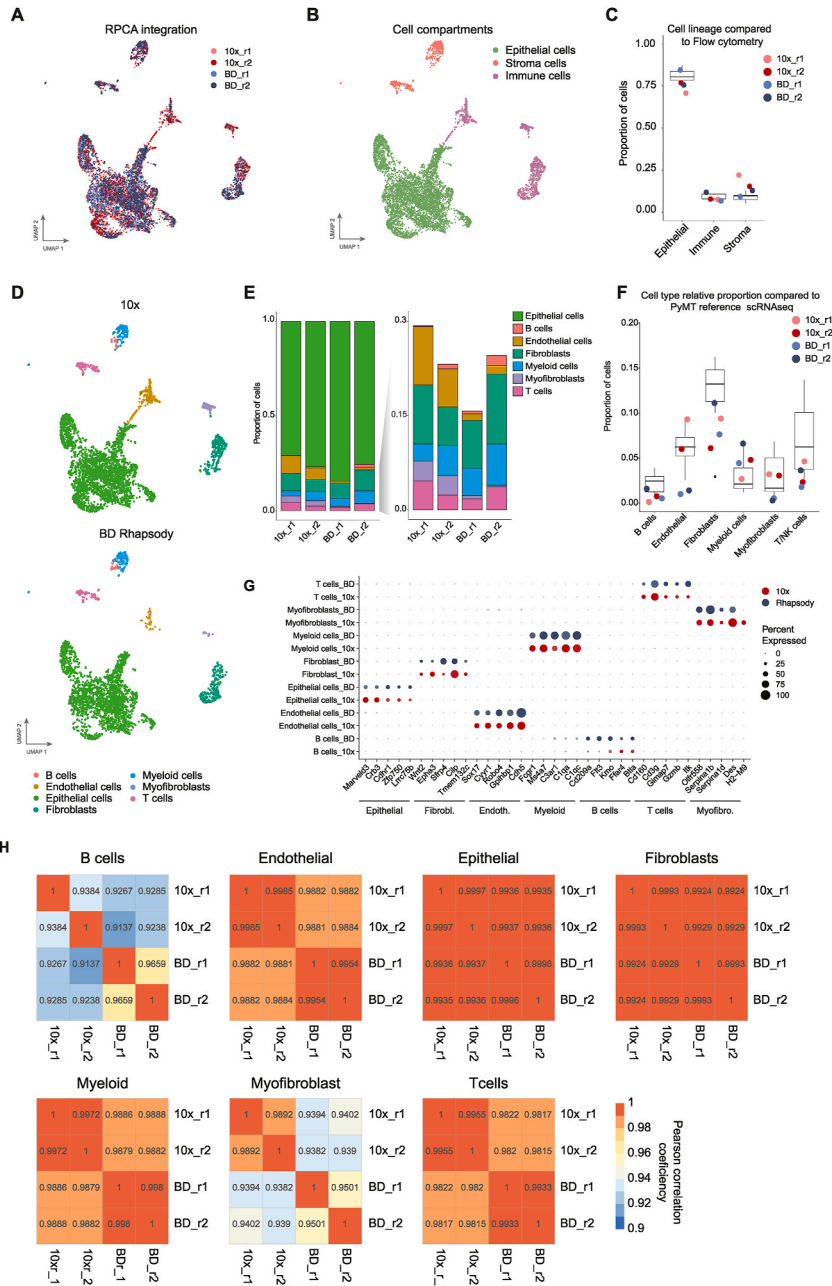 A
RPCA integration
10x_r1
10x_r2
BD_r1
BD_r2
UMAP 2
UMAP 1
B
Cell compartments
Epithelial cells
Stroma cells
Immune cells
UMAP 2
UMAP 1
C
Cell lineage compared
to Flow cytometry
10x_r1
10x_r2
BD_r1
BD_r2
Proportion of cells
1.00
0.75
0.50
0.25
0.00
Epithelial
Immune
Stroma
D
10x
BD Rhapsody
UMAP 2
UMAP 1
B cells
Endothelial cells
Epithelial cells
Fibroblasts
Myeloid cells
Myofibroblasts
T cells
E
Proportion of cells
1.0
0.5
0.0
10x_r1
10x_r2
BD_r1
BD_r2
0.3
0.15
0.0
10x_r1
10x_r2
BD_r1
BD_r2
Epithelial cells
B cells
Endothelial cells
Fibroblasts
Myeloid cells
Myofibroblasts
T cells
F
Cell type relative proportion compared to
PyMT reference scRNAseq
10x_r1
10x_r2
BD_r1
BD_r2
Proportion of cells
0.20
0.15
0.10
0.05
0.00
B cells
Endothelial
Fibroblasts
Myeloid cells
Myofibroblasts
T/NK cells
G
T cells_BD
T cells_10x
Myofibroblasts_BD
Myofibroblasts_10x
Myeloid cells_BD
Myeloid cells_10x
Fibroblast_BD
Fibroblast_10x
Epithelial cells_BD
Epithelial cells_10x
Endothelial cells_BD
Endothelial cells_10x
B cells_BD
B cells_10x
10x
Rhapsody
Percent
Expressed
0
25
50
75
100
Marveld3
Cdh3
Cdhr1
Zfp750
Lrrc75b
Wnt2
Epha3
Sfrp4
Clip
Tmem132c
Sox17
Cyyr1
Robo4
Gpihbp1
Cdh5
Fcgr1
Ms4a7
C3ar1
C1qa
C1qc
Cd209a
Flt3
Kmo
Ffar4
Btla
Cd160
Cd3g
Gimap7
Gzmb
Itk
Olfr558
Serpina1b
Serpina1d
Des
H2-M9
Epithelial
Fibrobl.
Endoth.
Myeloid
B cells
T cells
Myofibro.
H
B cells
1 0.9384 0.9267 0.9285 10x_r1
0.9384 1 0.9137 0.9238 10x_r2
0.9267 0.9137 1 0.9659 BD_r1
0.9285 0.9238 0.9659 1 BD_r2
10x_r1
10x_r2
BD_r1
BD_r2
Endothelial
1 0.9985 0.9882 0.9882 10x_r1
0.9985 1 0.9881 0.9884 10x_r2
0.9882 0.9881 1 0.9954 BD_r1
0.9882 0.9884 0.9954 1 BD_r2
10x_r1
10x_r2
BD_r1
BD_r2
Epithelial
1 0.9997 0.9936 0.9935 10x_r1
0.9997 1 0.9937 0.9936 10x_r2
0.9936 0.9937 1 0.9996 BD_r1
0.9935 0.9936 0.9996 1 BD_r2
10x_r1
10x_r2
BD_r1
BD_r2
Fibroblasts
1 0.9993 0.9924 0.9924 10x_r1
0.9993 1 0.9929 0.9929 10x_r2
0.9924 0.9929 1 0.9993 BD_r1
0.9924 0.9929 0.9993 1 BD_r2
10x_r1
10x_r2
BD_r1
BD_r2
Myeloid
1 0.9972 0.9886 0.9888 10x_r1
0.9972 1 0.9879 0.9882 10x_r2
0.9886 0.9879 1 0.998 BD_r1
0.9888 0.9882 0.998 1 BD_r2
10xr_1
10xr_2
BDr_1
BD_r2
Myofibroblast
1 0.9892 0.9394 0.9402 10x_r1
0.9892 1 0.9382 0.939 10x_r2
0.9394 0.9382 1 0.9501 BD_r1
0.9402 0.939 0.9501 1 BD_r2
10x_r1
10x_r2
BD_r1
BD_r2
Tcells
1 0.9955 0.9822 0.9817 10x_r1
0.9955 1 0.982 0.9815 10x_r2
0.9822 0.982 1 0.9933 BD_r1
0.9817 0.9815 0.9933 1 BD_r2
10x_r_
10x_r2
BD_r1
BD_r2
1
0.98
0.96
0.94
0.92
0.9
Pearson correlation
coeficiency